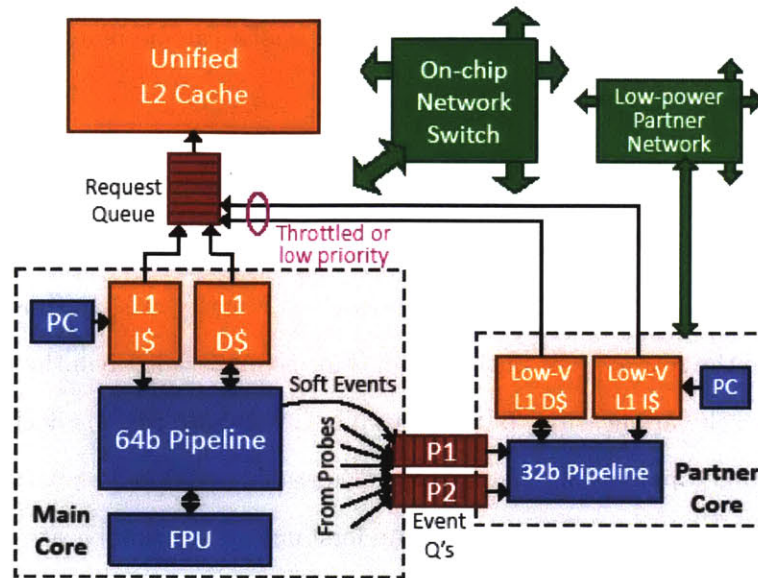 Unified
L2 Cache
On-chip
Network
Switch
Low-power
Partner
Network
Request
Queue
Throttled or
low priority
PC
L1
I$
L1
D$
Soft Events
64b Pipeline
From Probes
P1
P2
Event
Q's
Main
Core
FPU
Low-V
L1 D$
Low-V
L1 I$
PC
32b Pipeline
Partner
Core